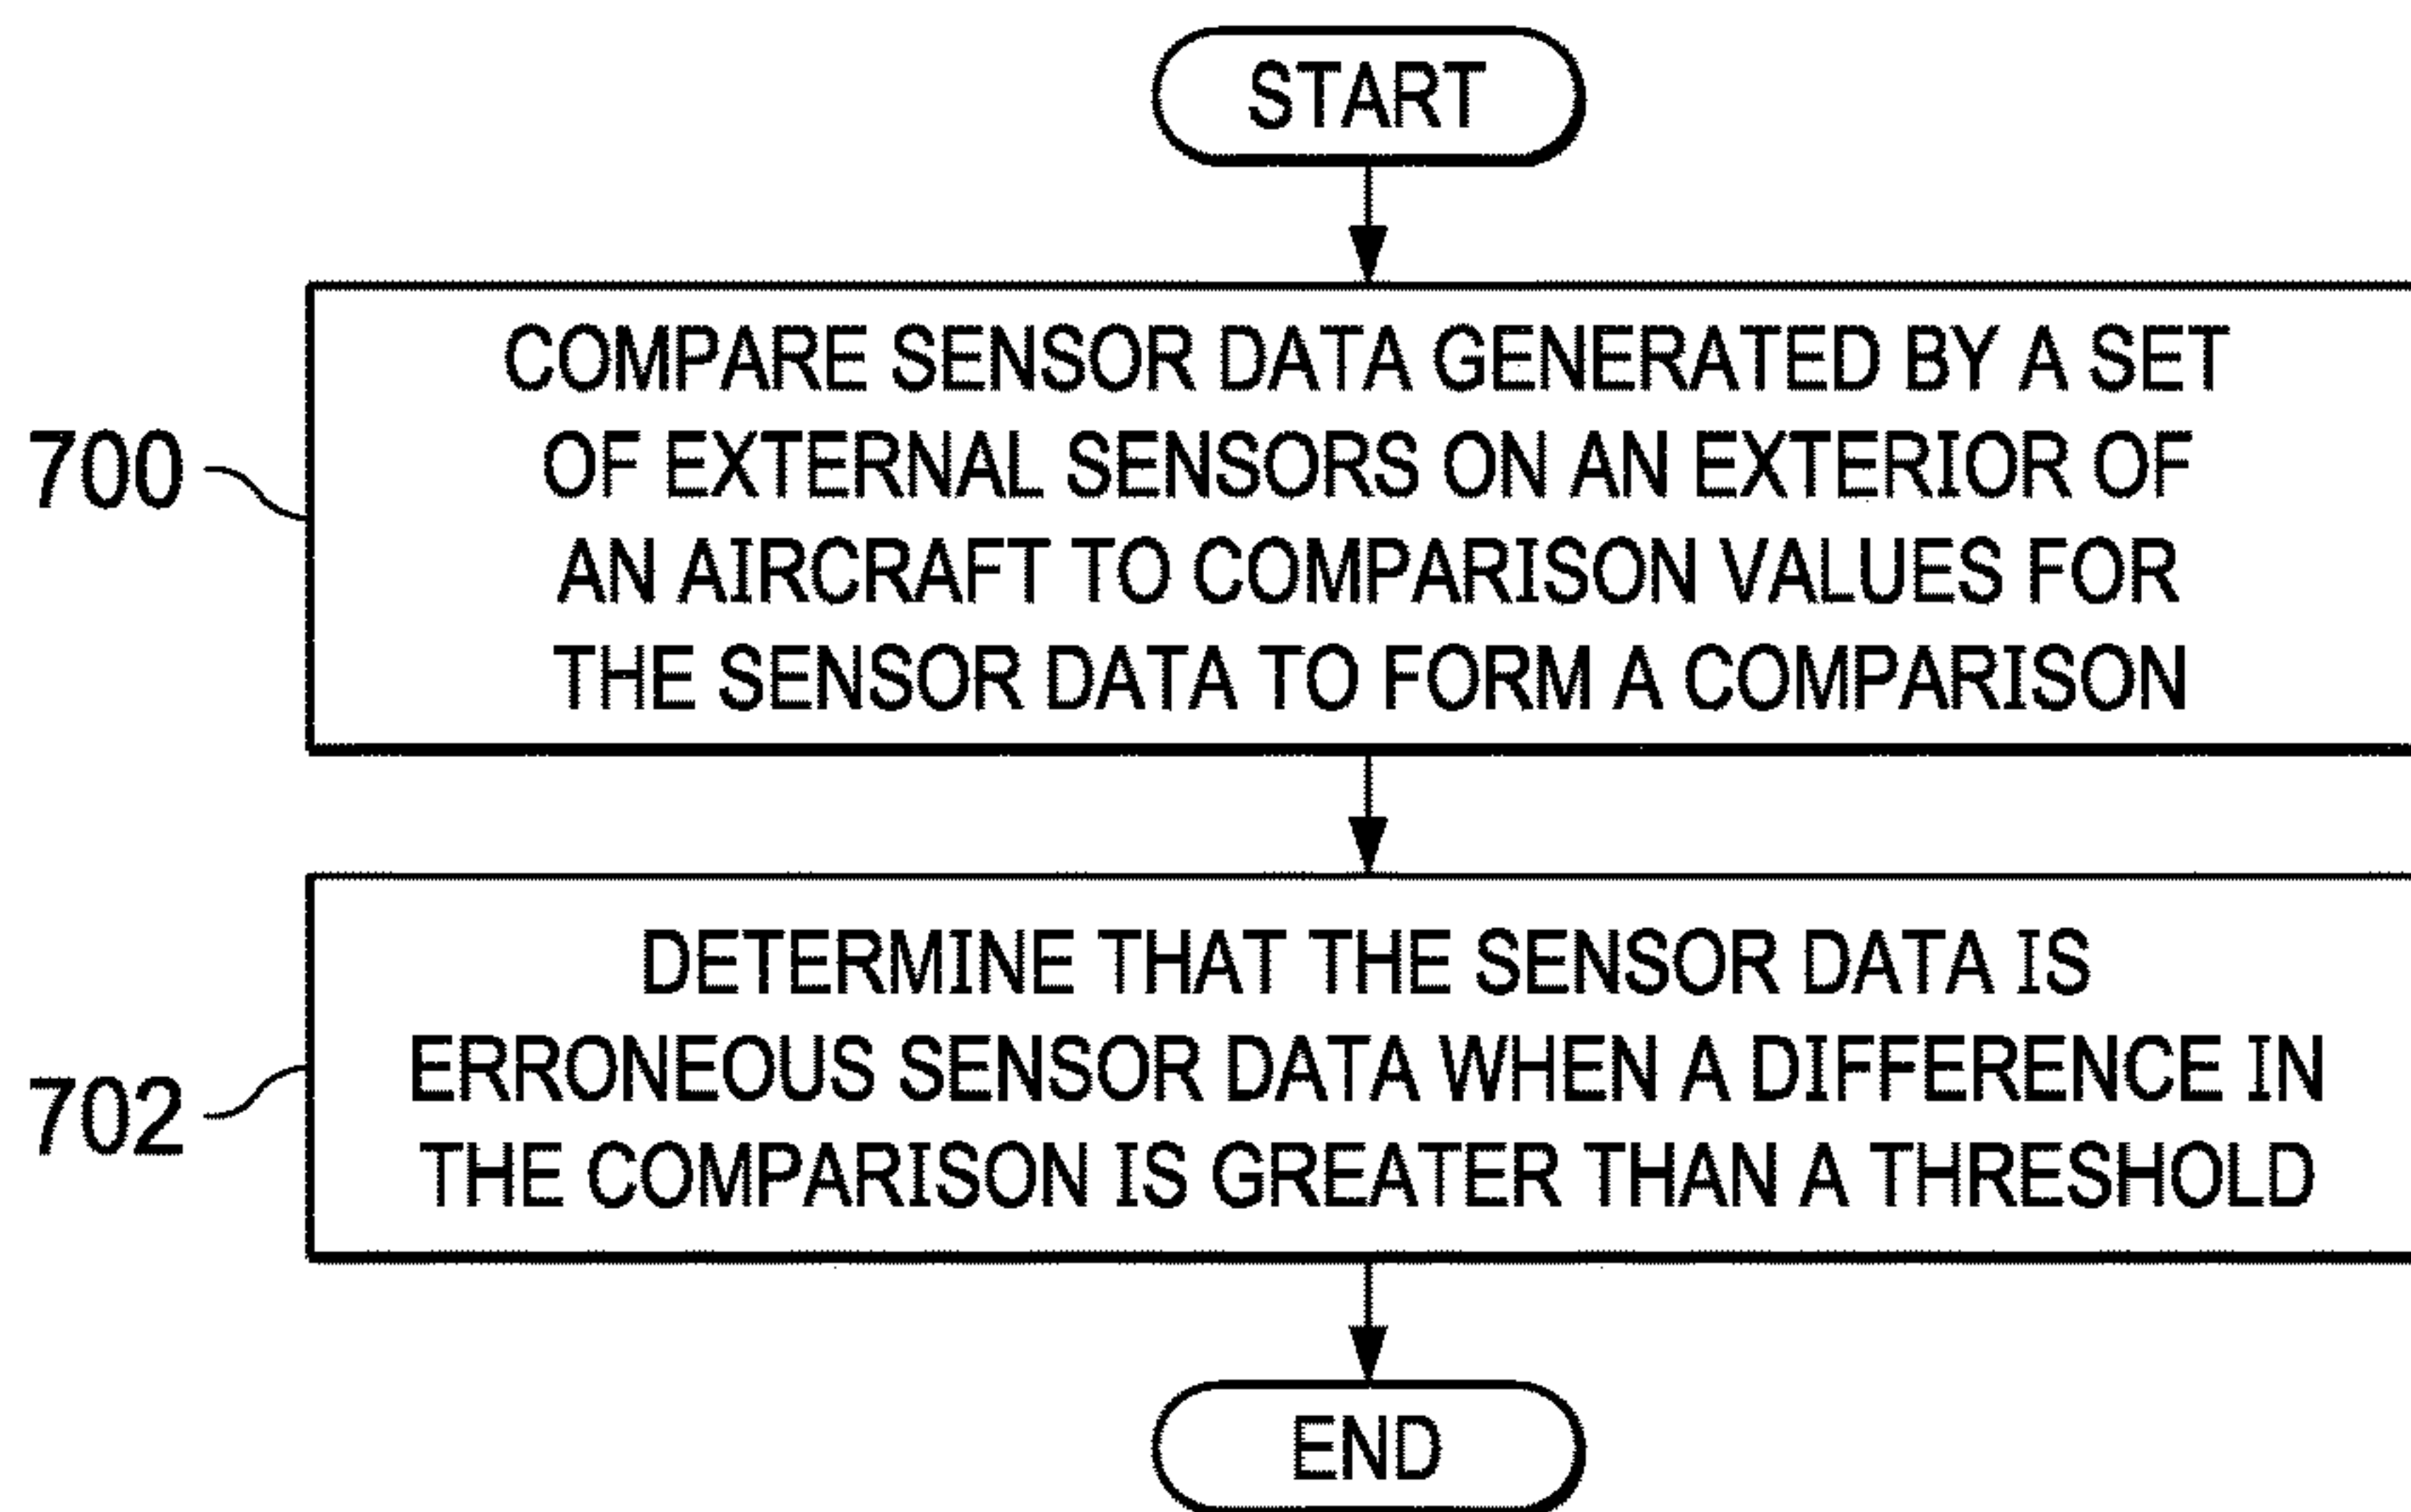 START
700
COMPARE SENSOR DATA GENERATED BY A SET
OF EXTERNAL SENSORS ON AN EXTERIOR OF
AN AIRCRAFT TO COMPARISON VALUES FOR
THE SENSOR DATA TO FORM A COMPARISON
702
DETERMINE THAT THE SENSOR DATA IS
ERRONEOUS SENSOR DATA WHEN A DIFFERENCE IN
THE COMPARISON IS GREATER THAN A THRESHOLD
END